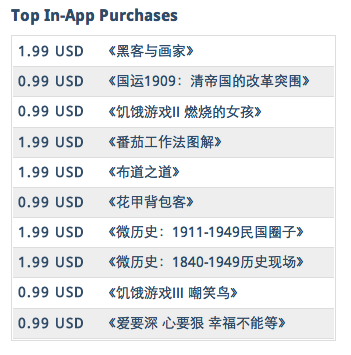 Top In-App Purchases
1.99 USD 《黑客与画家》
0.99 USD 《国运1909：清帝国的改革突围》
0.99 USD 《饥饿游戏II 燃烧的女孩》
1.99 USD 《番茄工作法图解》
1.99 USD 《布道之道》
0.99 USD 《花甲背包客》
1.99 USD 《微历史：1911-1949民国圈子》
1.99 USD 《微历史：1840-1949历史现场》
0.99 USD 《饥饿游戏III 嘲笑鸟》
0.99 USD 《爱要深 心要狠 幸福不能等》